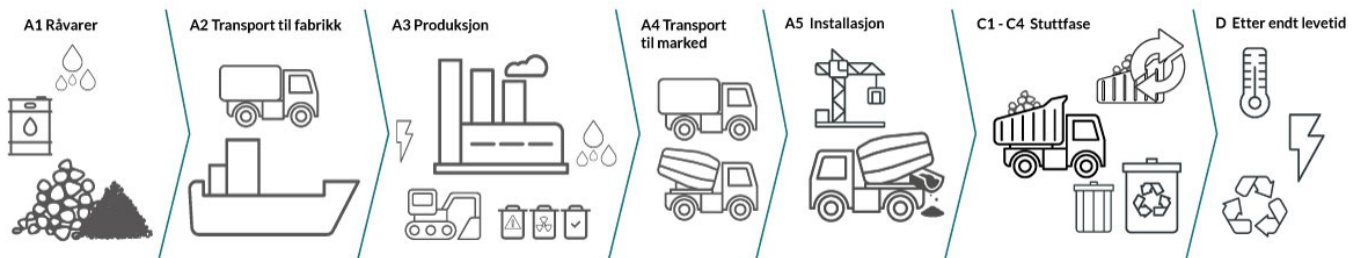 A1 Råvarer
A2 Transport til fabrikk
A3 Produksjon
A4 Transport
til marked
A5 Installasjon
C1 - C4 Stuttfase
D Etter endt levetid